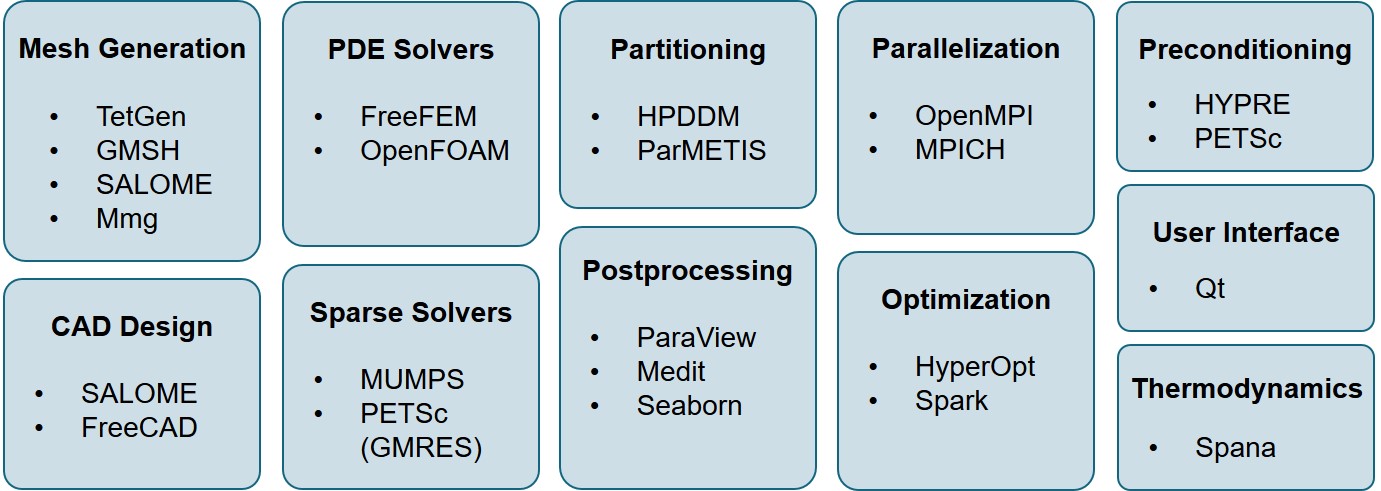 Mesh Generation
• TetGen
• GMSH
• SALOME
• Mmg
CAD Design
• SALOME
• FreeCAD
PDE Solvers
• FreeFEM
• OpenFOAM
Sparse Solvers
• MUMPS
• PETSc
(GMRES)
Partitioning
• HPDDM
• ParMETIS
Postprocessing
• ParaView
• Medit
• Seaborn
Parallelization
• OpenMPI
• MPICH
Optimization
• HyperOpt
• Spark
Preconditioning
• HYPRE
• PETSc
User Interface
• Qt
Thermodynamics
• Spana